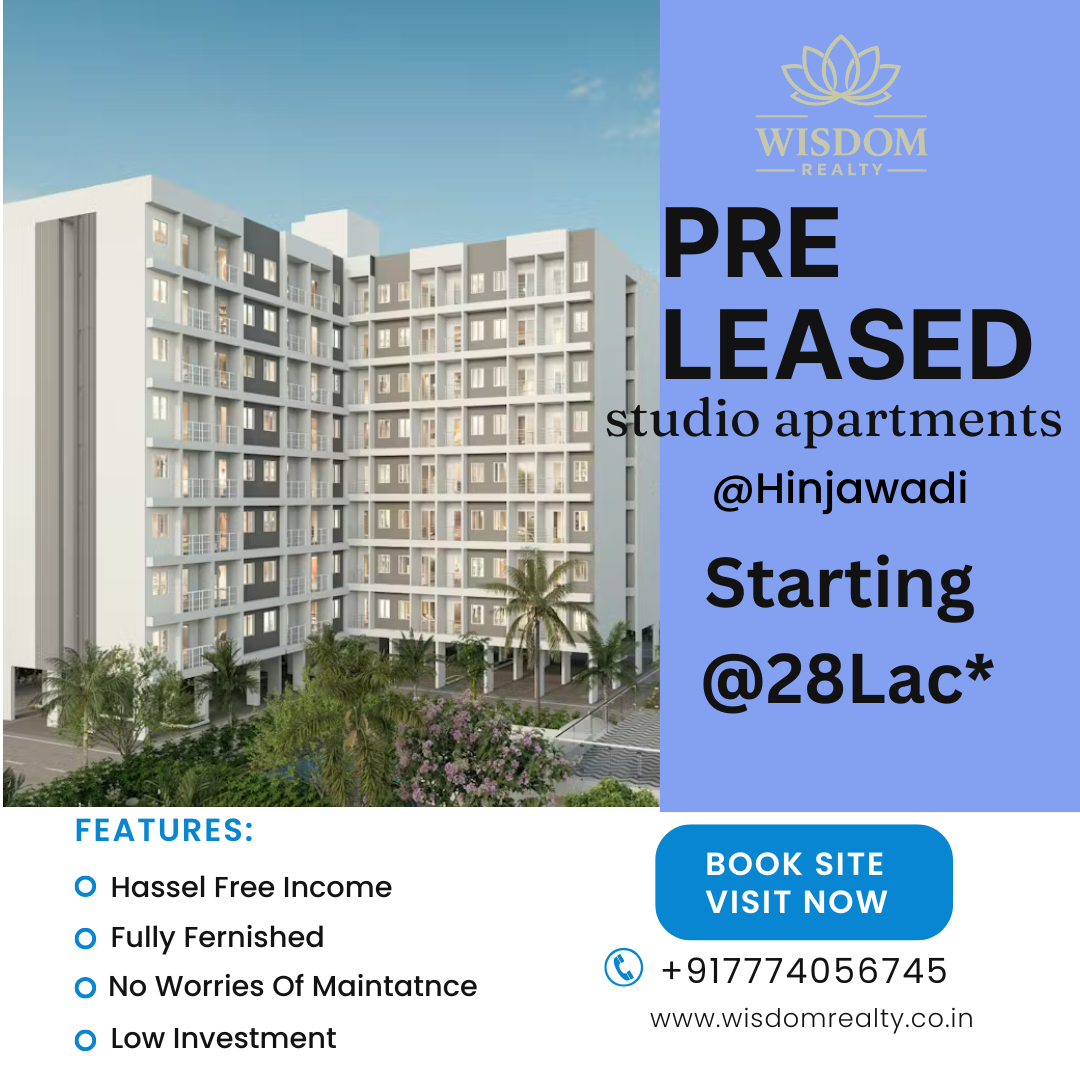 WISDOM
REALTY
PRE
LEASED
studio apartments
@Hinjawadi
Starting
@28Lac*
FEATURES:
Hassel Free Income
Fully Fernished
No Worries Of Maintatnce
Low Investment
BOOK SITE
VISIT NOW
+917774056745
www.wisdomrealty.co.in